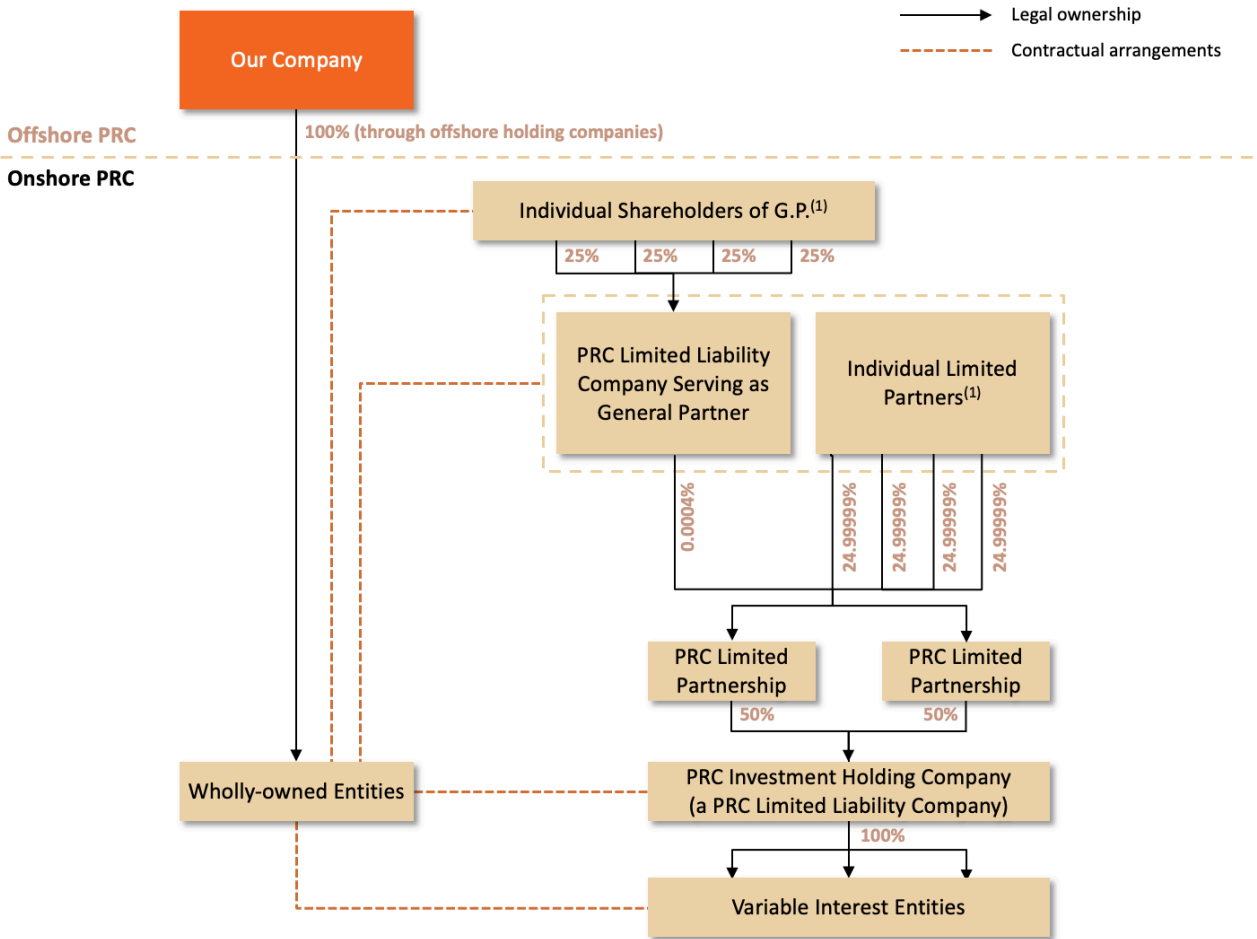 Legal ownership
Our Company
Contractual arrangements
Offshore PRC
100% (through offshore holding companies)
Onshore PRC
Individual Shareholders of G.P.(1)
25%
25%
25%
25%
PRC Limited Liability
Company Serving as
General Partner
Individual Limited
Partners(1)
0.0004%
24.99999%
24.99999%
24.99999%
24.99999%
PRC Limited
Partnership
PRC Limited
Partnership
50%
50%
Wholly-owned Entities
PRC Investment Holding Company
(a PRC Limited Liability Company)
100%
Variable Interest Entities